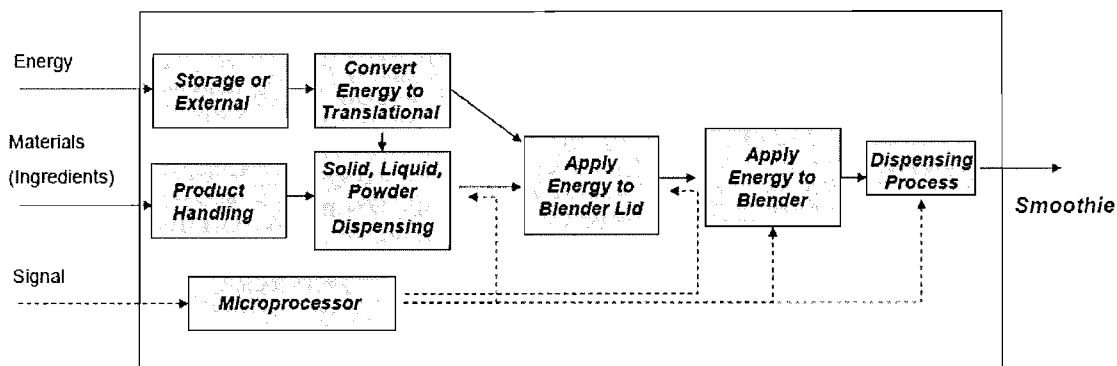 Energy
Storage or
External
Convert
Energy to
Translational
Materials
(Ingredients)
Product
Handling
Solid, Liquid,
Powder
Dispensing
Apply
Energy to
Blender Lid
Apply
Energy to
Blender
Dispensing
Process
Smoothie
Signal
Microprocessor